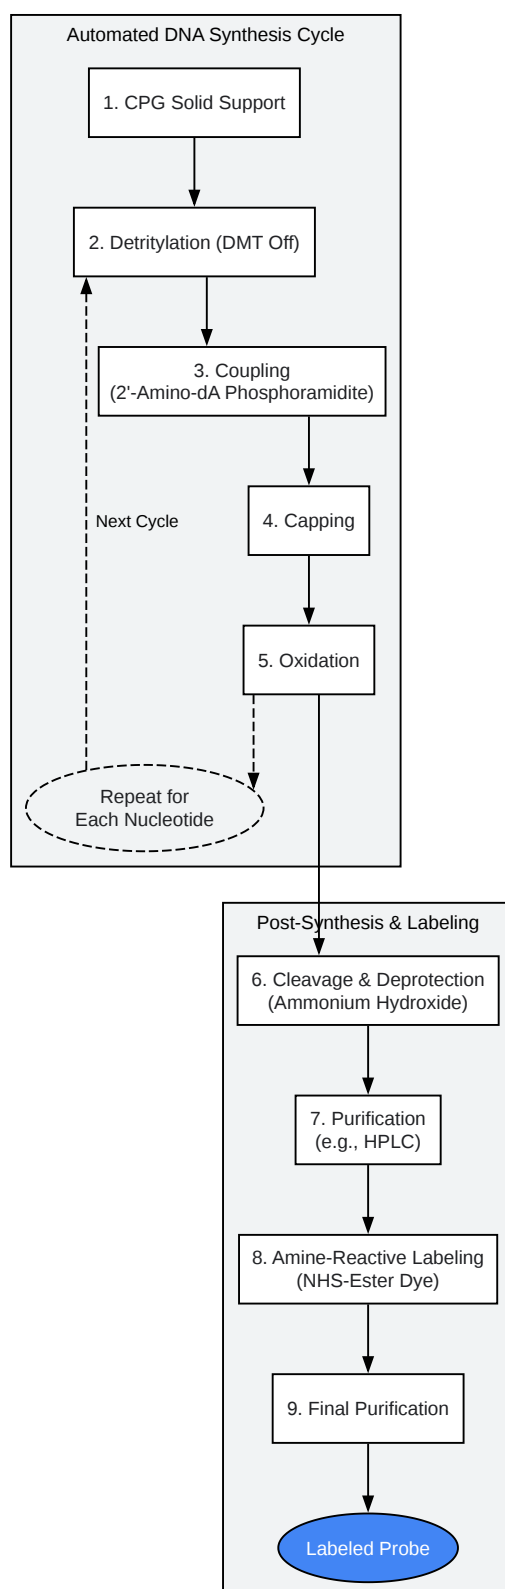 Automated DNA Synthesis Cycle
1. CPG Solid Support
2. Detritylation (DMT Off)
3. Coupling
(2'-Amino-dA Phosphoramidite)
Next Cycle
4. Capping
5. Oxidation
Repeat for
Each Nucleotide
Post-Synthesis & Labeling
6. Cleavage & Deprotection
(Ammonium Hydroxide)
7. Purification
(e.g., HPLC)
8. Amine-Reactive Labeling
(NHS-Ester Dye)
9. Final Purification
Labeled Probe